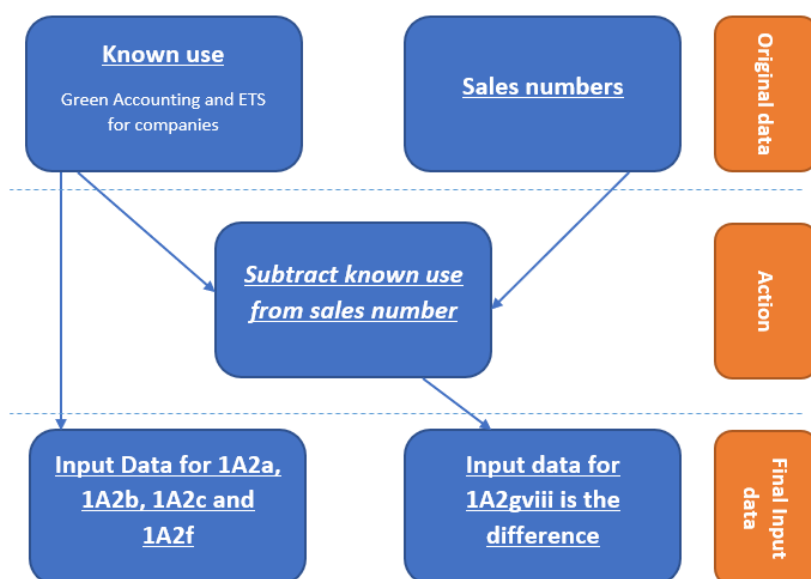 Known use
Green Accounting and ETS
for companies
Sales numbers
Original
data
Subtract known use
from sales number
Action
Input Data for 1A2a,
1A2b, 1A2c and
1A2f
Input data for
1A2gviii is the
difference
Final Input
data